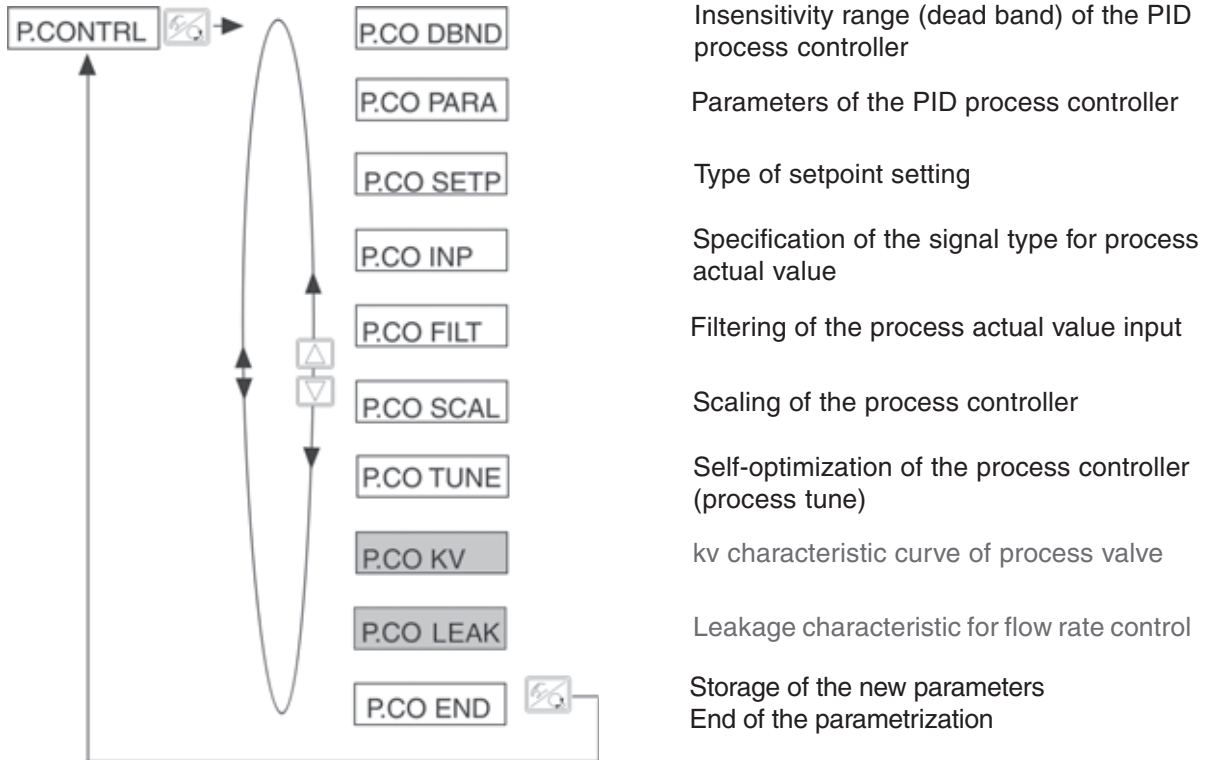 P.CONTRL
P.CO DBND
Insensitivity range (dead band) of the PID
process controller
P.CO PARA
Parameters of the PID process controller
P.CO SETP
Type of setpoint setting
P.CO INP
Specification of the signal type for process
actual value
P.CO FILT
Filtering of the process actual value input
P.CO SCAL
Scaling of the process controller
P.CO TUNE
Self-optimization of the process controller
(process tune)
P.CO KV
kv characteristic curve of process valve
P.CO LEAK
Leakage characteristic for flow rate control
P.CO END
Storage of the new parameters
End of the parametrization